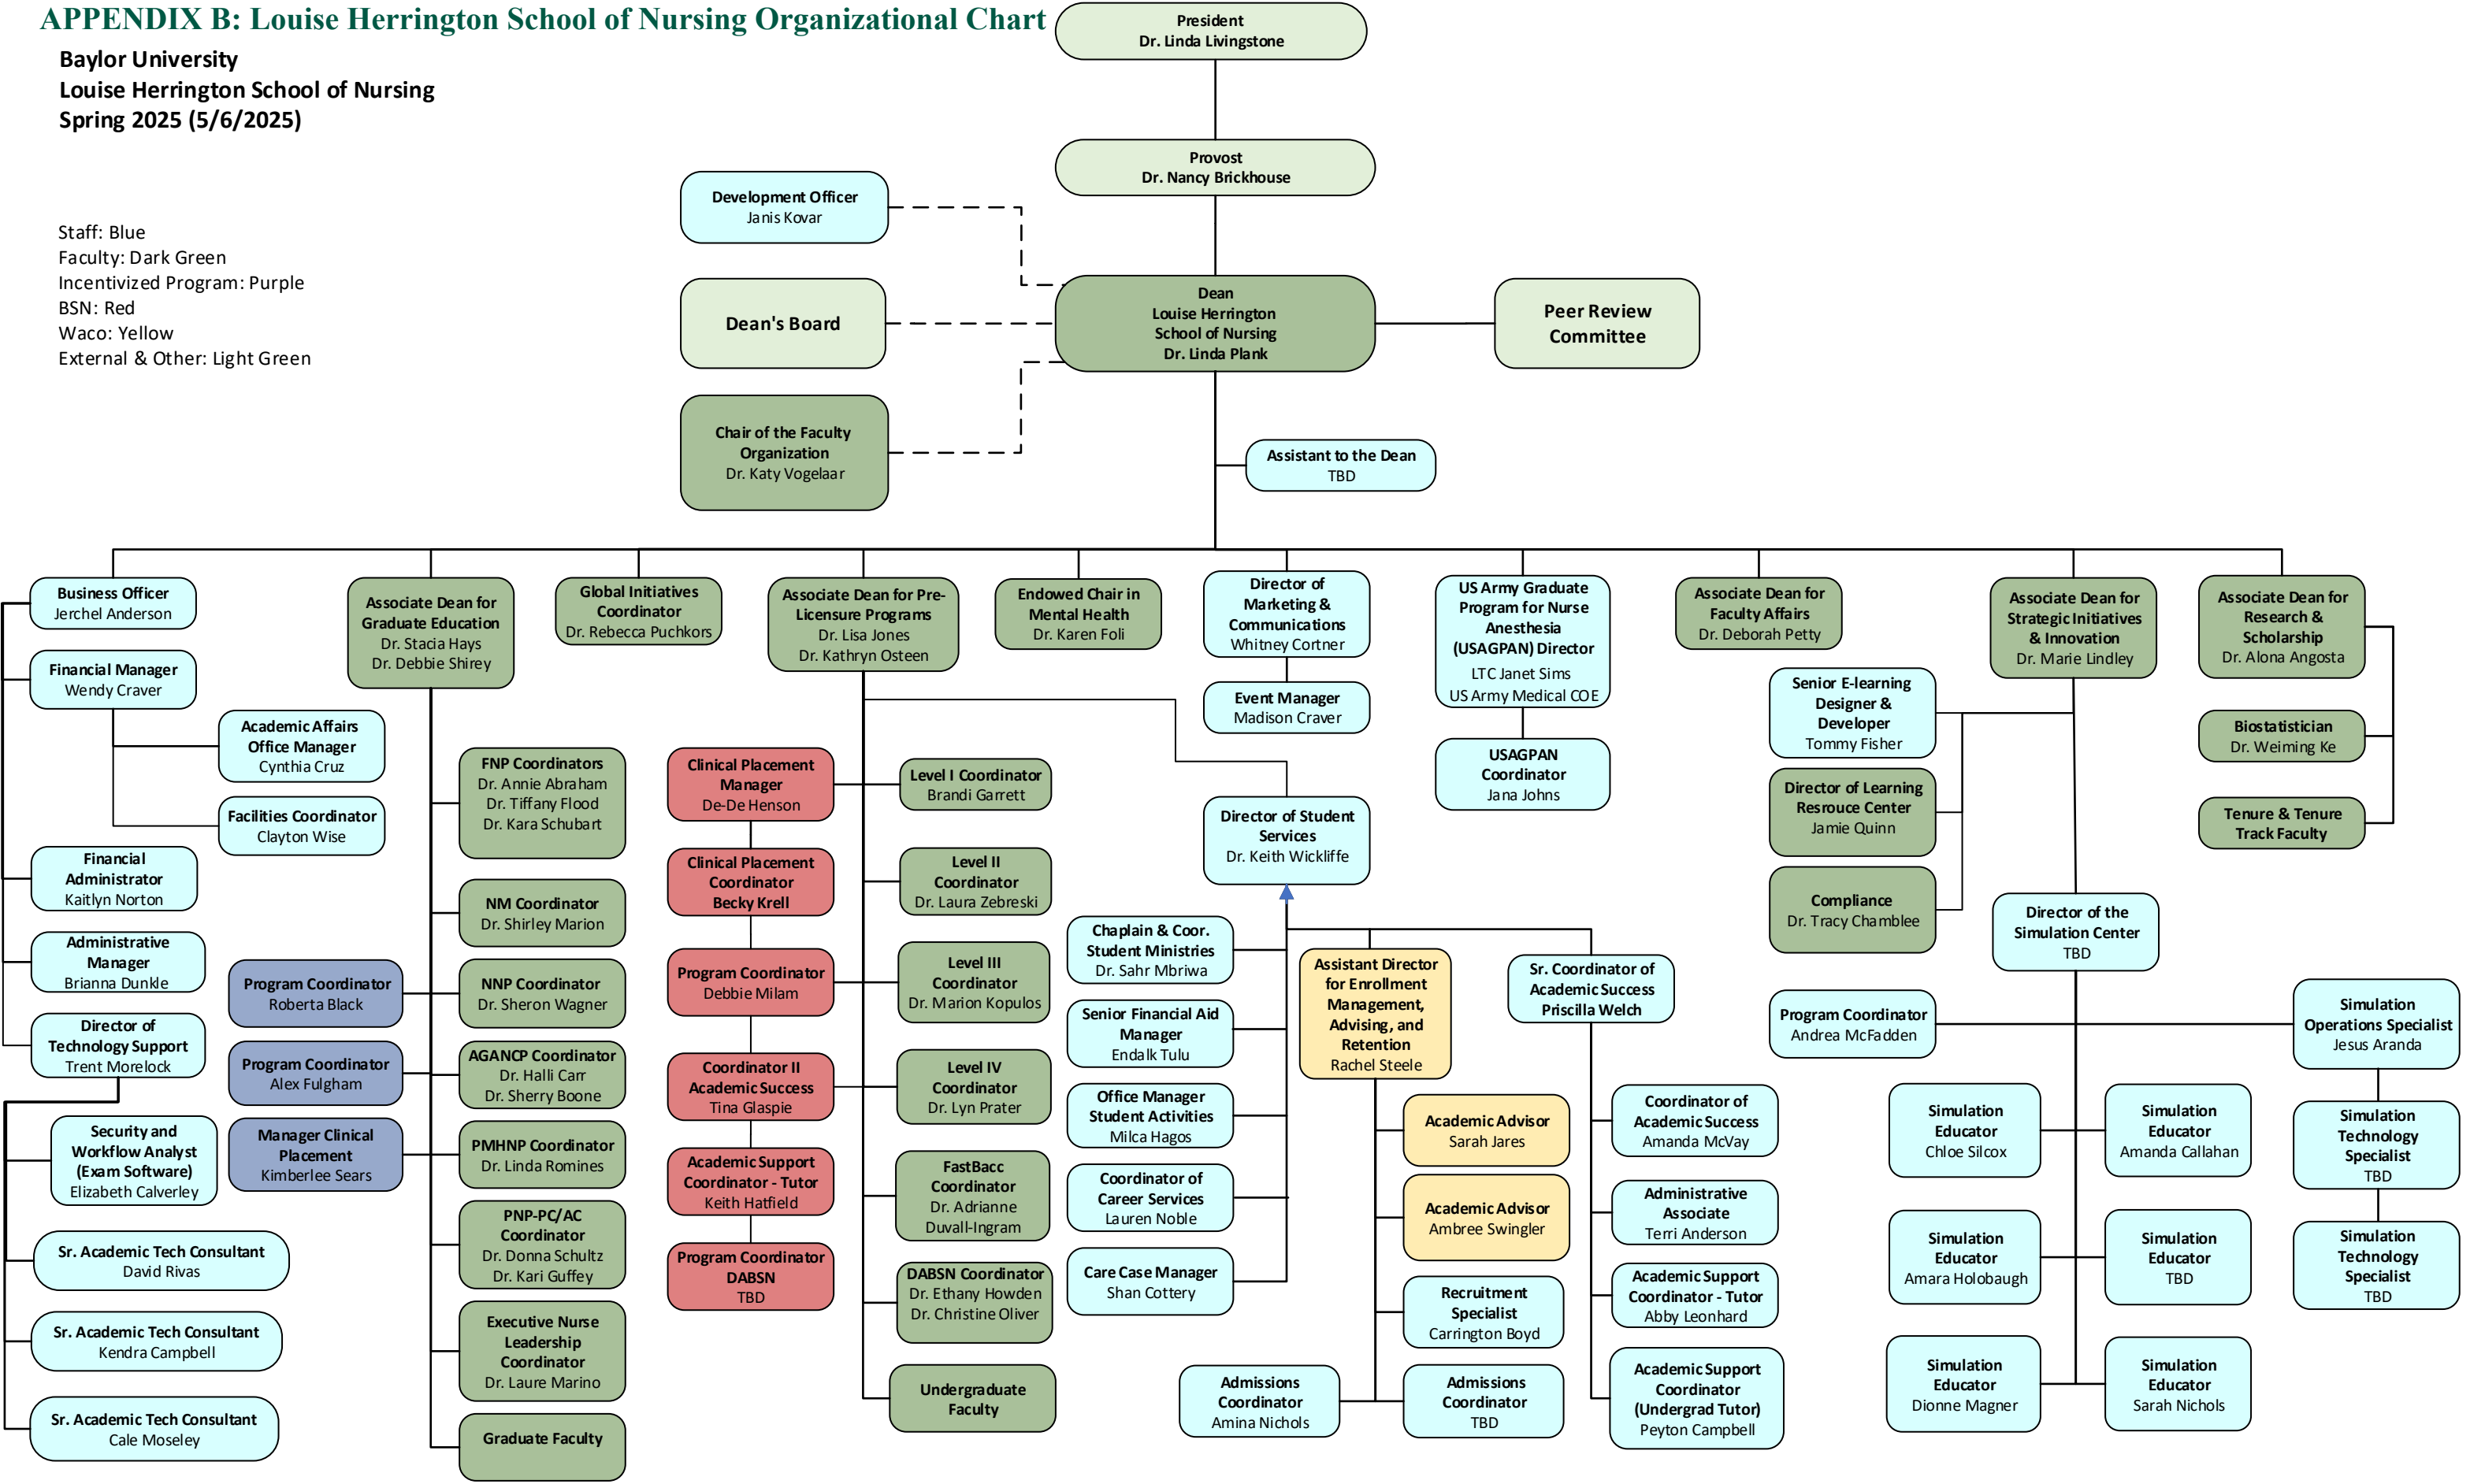 APPENDIX B: Louise Herrington School of Nursing Organizational Chart
Baylor University
Louise Herrington School of Nursing
Spring 2025 (5/6/2025)
Staff: Blue
Faculty: Dark Green
Incentivized Program: Purple
BSN: Red
Waco: Yellow
External & Other: Light Green
President
Dr. Linda Livingstone
Provost
Dr. Nancy Brickhouse
Development Officer
Janis Kovar
Dean's Board
Dean
Louise Herrington
School of Nursing
Dr. Linda Plank
Peer Review
Committee
Chair of the Faculty
Organization
Dr. Katy Vogelaar
Assistant to the Dean
TBD
Business Officer
Jerchel Anderson
Financial Manager
Wendy Craver
Academic Affairs
Office Manager
Cynthia Cruz
Facilities Coordinator
Clayton Wise
Financial
Administrator
Kaitlyn Norton
Administrative
Manager
Brianna Dunkle
Director of
Technology Support
Trent Morelock
Security and
Workflow Analyst
(Exam Software)
Elizabeth Calverley
Sr. Academic Tech Consultant
David Rivas
Sr. Academic Tech Consultant
Kendra Campbell
Sr. Academic Tech Consultant
Cale Moseley
Associate Dean for
Graduate Education
Dr. Stacia Hays
Dr. Debbie Shirey
Program Coordinator
Roberta Black
Program Coordinator
Alex Fulgham
Manager Clinical
Placement
Kimberlee Sears
FNP Coordinators
Dr. Annie Abraham
Dr. Tiffany Flood
Dr. Kara Schubart
NM Coordinator
Dr. Shirley Marion
NNP Coordinator
Dr. Sheron Wagner
AGANCP Coordinator
Dr. Halli Carr
Dr. Sherry Boone
PMHNP Coordinator
Dr. Linda Romines
PNP-PC/AC
Coordinator
Dr. Donna Schultz
Dr. Kari Guffey
Executive Nurse
Leadership
Coordinator
Dr. Laure Marino
Graduate Faculty
Global Initiatives
Coordinator
Dr. Rebecca Puchkors
Associate Dean for Pre-
Licensure Programs
Dr. Lisa Jones
Dr. Kathryn Osteen
Clinical Placement
Manager
De-De Henson
Clinical Placement
Coordinator
Becky Krell
Program Coordinator
Debbie Milam
Coordinator II
Academic Success
Tina Glaspie
Academic Support
Coordinator - Tutor
Keith Hatfield
Program Coordinator
DABSN
TBD
Level I Coordinator
Brandi Garrett
Level II
Coordinator
Dr. Laura Zebreski
Level III
Coordinator
Dr. Marion Kopulos
Level IV
Coordinator
Dr. Lyn Prater
FastBacc
Coordinator
Dr. Adrianne
Duvall-Ingram
DABSN Coordinator
Dr. Ethany Howden
Dr. Christine Oliver
Undergraduate
Faculty
Endowed Chair in
Mental Health
Dr. Karen Foli
Director of
Marketing &
Communications
Whitney Cortner
Event Manager
Madison Craver
Director of Student
Services
Dr. Keith Wickliffe
Chaplain & Coor.
Student Ministries
Dr. Sahr Mbriwa
Senior Financial Aid
Manager
Endalk Tulu
Office Manager
Student Activities
Milca Hagos
Coordinator of
Career Services
Lauren Noble
Care Case Manager
Shan Cottery
Assistant Director
for Enrollment
Management,
Advising, and
Retention
Rachel Steele
Academic Advisor
Sarah Jares
Academic Advisor
Ambree Swingler
Recruitment
Specialist
Carrington Boyd
Admissions
Coordinator
Amina Nichols
Admissions
Coordinator
TBD
Sr. Coordinator of
Academic Success
Priscilla Welch
Coordinator of
Academic Success
Amanda McVay
Administrative
Associate
Terri Anderson
Academic Support
Coordinator - Tutor
Abby Leonhard
Academic Support
Coordinator
(Undergrad Tutor)
Peyton Campbell
US Army Graduate
Program for Nurse
Anesthesia
(USAGPAN) Director
LTC Janet Sims
US Army Medical COE
USAGPAN
Coordinator
Jana Johns
Associate Dean for
Faculty Affairs
Dr. Deborah Petty
Associate Dean for
Strategic Initiatives
& Innovation
Dr. Marie Lindley
Senior E-learning
Designer &
Developer
Tommy Fisher
Director of Learning
Resrouce Center
Jamie Quinn
Compliance
Dr. Tracy Chamblee
Director of the
Simulation Center
TBD
Program Coordinator
Andrea McFadden
Simulation
Operations Specialist
Jesus Aranda
Simulation
Technology
Specialist
TBD
Simulation
Technology
Specialist
TBD
Simulation
Educator
Chloe Silcox
Simulation
Educator
Amanda Callahan
Simulation
Educator
Amara Holobaugh
Simulation
Educator
TBD
Simulation
Educator
Dionne Magner
Simulation
Educator
Sarah Nichols
Associate Dean for
Research &
Scholarship
Dr. Alona Angosta
Biostatistician
Dr. Weiming Ke
Tenure & Tenure
Track Faculty